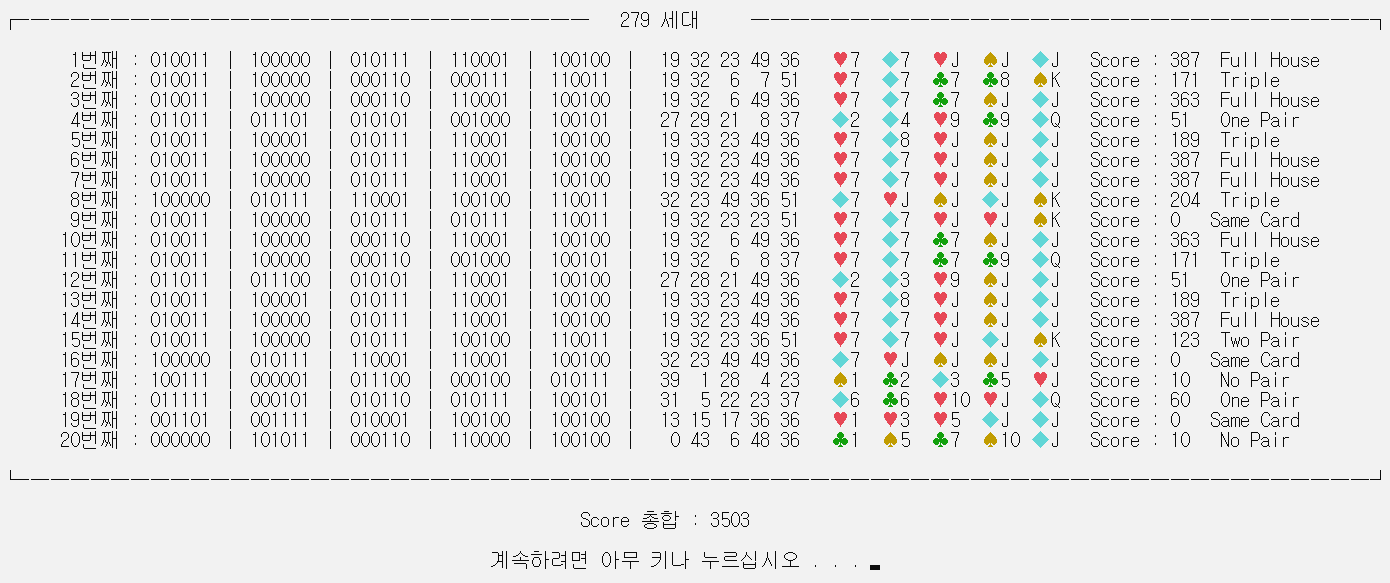 279 세대
1번째 : 010011 | 100000 | 010111 | 110001 | 100100 | 19 32 23 49 36 ♥7 ◆7 ♥J ♠J ◆J Score : 387 Full House
2번째 : 010011 | 100000 | 000110 | 000111 | 110011 | 19 32 6 7 51 ♥7 ◆7 ♣7 ♣8 ♠K Score : 171 Triple
3번째 : 010011 | 100000 | 000110 | 110001 | 100100 | 19 32 6 49 36 ♥7 ◆7 ♣7 ♠J ◆J Score : 363 Full House
4번째 : 011011 | 011101 | 010101 | 001000 | 100101 | 27 29 21 8 37 ◆2 ◆4 ♥9 ♣9 ◆Q Score : 51 One Pair
5번째 : 010011 | 100001 | 010111 | 110001 | 100100 | 19 33 23 49 36 ♥7 ◆8 ♥J ♠J ◆J Score : 189 Triple
6번째 : 010011 | 100000 | 010111 | 110001 | 100100 | 19 32 23 49 36 ♥7 ◆7 ♥J ♠J ◆J Score : 387 Full House
7번째 : 010011 | 100000 | 010111 | 110001 | 100100 | 19 32 23 49 36 ♥7 ◆7 ♥J ♠J ◆J Score : 387 Full House
8번째 : 100000 | 010111 | 110001 | 100100 | 110011 | 32 23 49 36 51 ◆7 ♥J ♠J ◆J ♠K Score : 204 Triple
9번째 : 010011 | 100000 | 010111 | 010111 | 110011 | 19 32 23 23 51 ♥7 ◆7 ♥J ♥J ♠K Score : 0 Same Card
10번째 : 010011 | 100000 | 000110 | 110001 | 100100 | 19 32 6 49 36 ♥7 ◆7 ♣7 ♠J ◆J Score : 363 Full House
11번째 : 010011 | 100000 | 000110 | 001000 | 100101 | 19 32 6 8 37 ♥7 ◆7 ♣7 ♣9 ◆Q Score : 171 Triple
12번째 : 011011 | 011100 | 010101 | 110001 | 100100 | 27 28 21 49 36 ◆2 ◆3 ♥9 ♠J ◆J Score : 51 One Pair
13번째 : 010011 | 100001 | 010111 | 110001 | 100100 | 19 33 23 49 36 ♥7 ◆8 ♥J ♠J ◆J Score : 189 Triple
14번째 : 010011 | 100000 | 010111 | 110001 | 100100 | 19 32 23 49 36 ♥7 ◆7 ♥J ♠J ◆J Score : 387 Full House
15번째 : 010011 | 100000 | 010111 | 100100 | 110011 | 19 32 23 36 51 ♥7 ◆7 ♥J ◆J ♠K Score : 123 Two Pair
16번째 : 100000 | 010111 | 110001 | 110001 | 100100 | 32 23 49 49 36 ◆7 ♥J ♠J ♠J ◆J Score : 0 Same Card
17번째 : 100111 | 000001 | 011100 | 000100 | 010111 | 39 1 28 4 23 ♠1 ♣2 ◆3 ♣5 ♥J Score : 10 No Pair
18번째 : 011111 | 000101 | 010110 | 010111 | 100101 | 31 5 22 23 37 ◆6 ♣6 ♥10 ♥J ◆Q Score : 60 One Pair
19번째 : 001101 | 001111 | 010001 | 100100 | 100100 | 13 15 17 36 36 ♥1 ♥3 ♥5 ◆J ◆J Score : 0 Same Card
20번째 : 000000 | 101011 | 000110 | 110000 | 100100 | 0 43 6 48 36 ♣1 ♠5 ♣7 ♠10 ◆J Score : 10 No Pair
Score 총합 : 3503
계속하려면 아무 키나 누르십시오 . . .